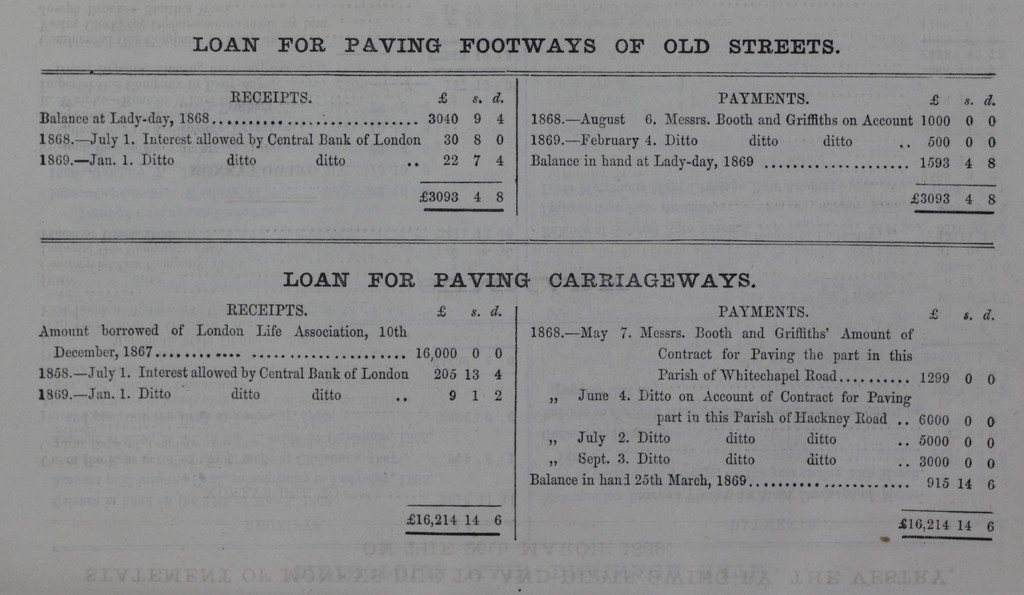 LOAN FOR PAVING FOOTWAYS OF OLD STREETS.
RECEIPTS. £ s. d.
Balance at Lady-day, 1868 .............................. 3040 9 4
1868.—July 1. Interest allowed by Central Bank of London 30 8 0
1869.—Jan. 1. Ditto ditto ditto .. 22 7 4
£3093 4 8
PAYMENTS. £ s. d.
1868.—August 6. Messrs. Booth and Griffiths on Account 1000 0 0
1869.—February 4. Ditto ditto ditto .. 500 0 0
Balance in hand at Lady-day, 1869 ..................... 1593 4 8
£3093 4 8
LOAN FOR PAVING CARRIAGEWAYS.
RECEIPTS. £ s. d.
Amount borrowed of London Life Association, 10th
December, 1867 .................................... 16,000 0 0
1858.—July 1. Interest allowed by Central Bank of London 205 13 4
1869.—Jan. 1. Ditto ditto ditto .. 9 1 2
£16,214 14 6
PAYMENTS. £ s. d.
1868.—May 7. Messrs. Booth and Griffiths' Amount of
Contract for Paving the part in this
Parish of Whitechapel Road .......... 1299 0 0
„ June 4. Ditto on Account of Contract for Paving
part in this Parish of Hackney Road .. 6000 0 0
„ July 2. Ditto ditto ditto .. 5000 0 0
„ Sept. 3. Ditto ditto ditto .. 3000 0 0
Balance in hand 25th March, 1869 ....................... 915 14 6
£16,214 14 6